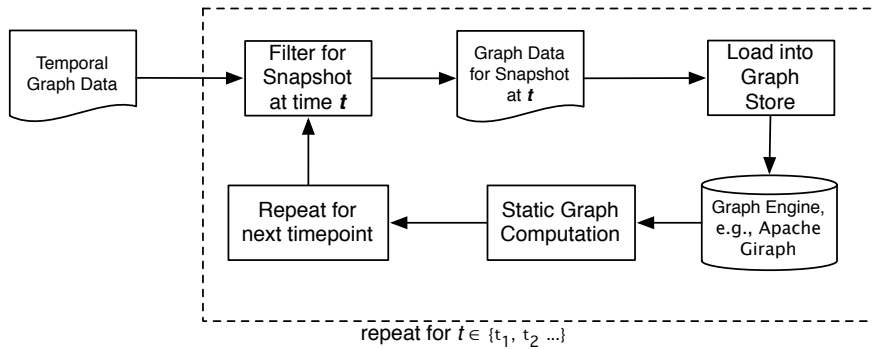 Temporal
Graph Data
Filter for
Snapshot
at time t
Graph Data
for Snapshot
at t
Load into
Graph
Store
Graph Engine,
e.g., Apache
Giraph
Static Graph
Computation
Repeat for
next timepoint
repeat for t ∈ {t₁, t₂ ...}